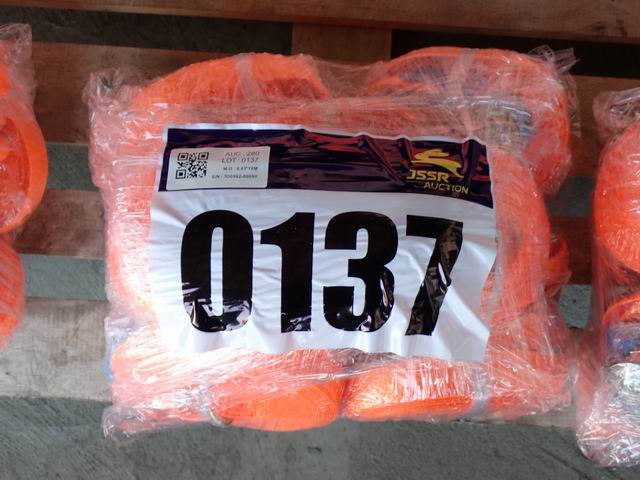 AUC : 280
LOT : 0137
JSSR
AUCTION
0137